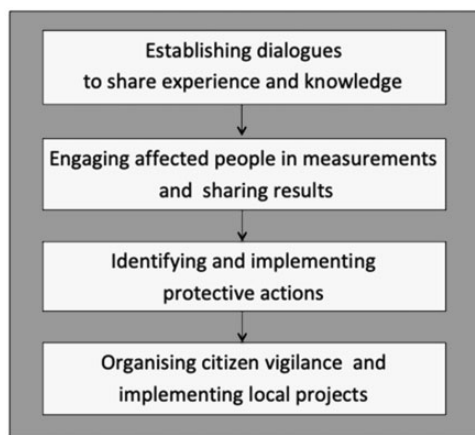 Establishing dialogues
to share experience and knowledge
Engaging affected people in measurements
and sharing results
Identifying and implementing
protective actions
Organising citizen vigilance and
implementing local projects